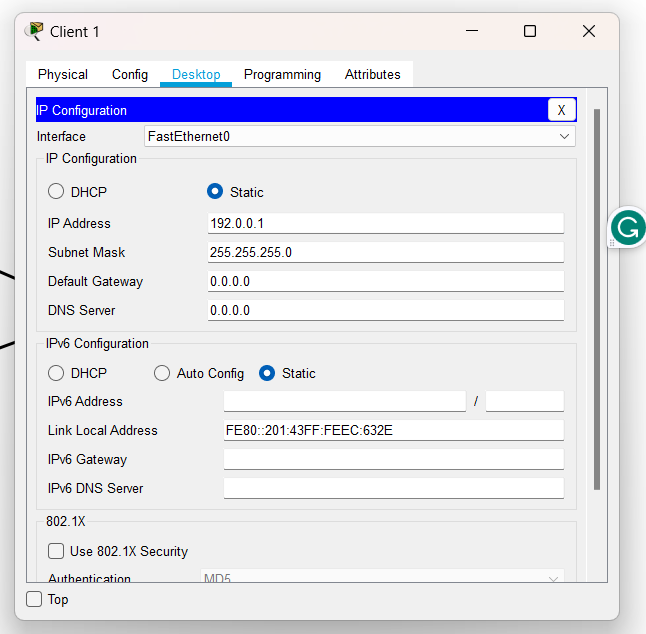 Client 1
Physical Config Desktop Programming Attributes
IP Configuration X
Interface FastEthernet0
IP Configuration
DHCP Static
IP Address 192.0.0.1
Subnet Mask 255.255.255.0
Default Gateway 0.0.0.0
DNS Server 0.0.0.0
IPv6 Configuration
DHCP Auto Config Static
IPv6 Address /
Link Local Address FE80::201:43FF:FEEC:632E
IPv6 Gateway
IPv6 DNS Server
802.1X
Use 802.1X Security
Authentication MD5
Top